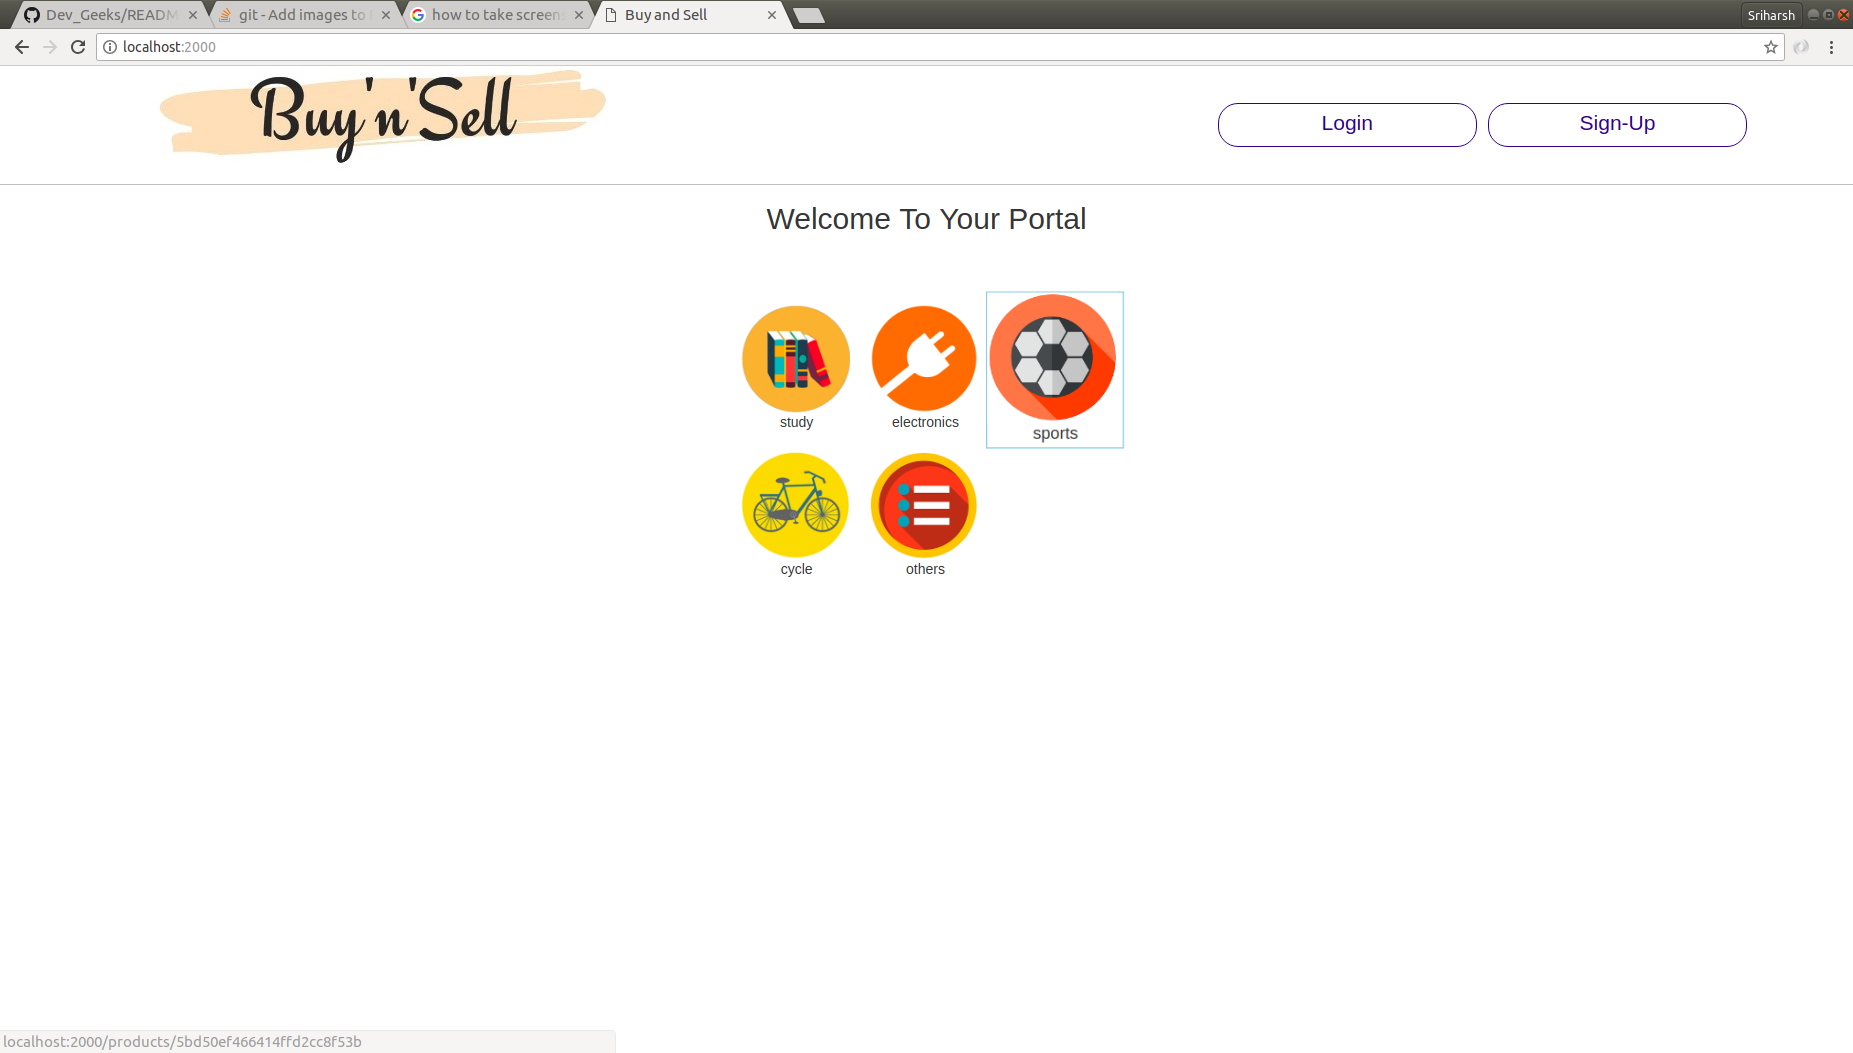 Dev_Geeks/READM
git - Add images to
how to take screens
Buy and Sell
Sriharsh
localhost:2000
Buy'n'Sell
Login
Sign-Up
Welcome To Your Portal
study
electronics
sports
cycle
others
localhost:2000/products/5bd50ef466414ffd2cc8f53b